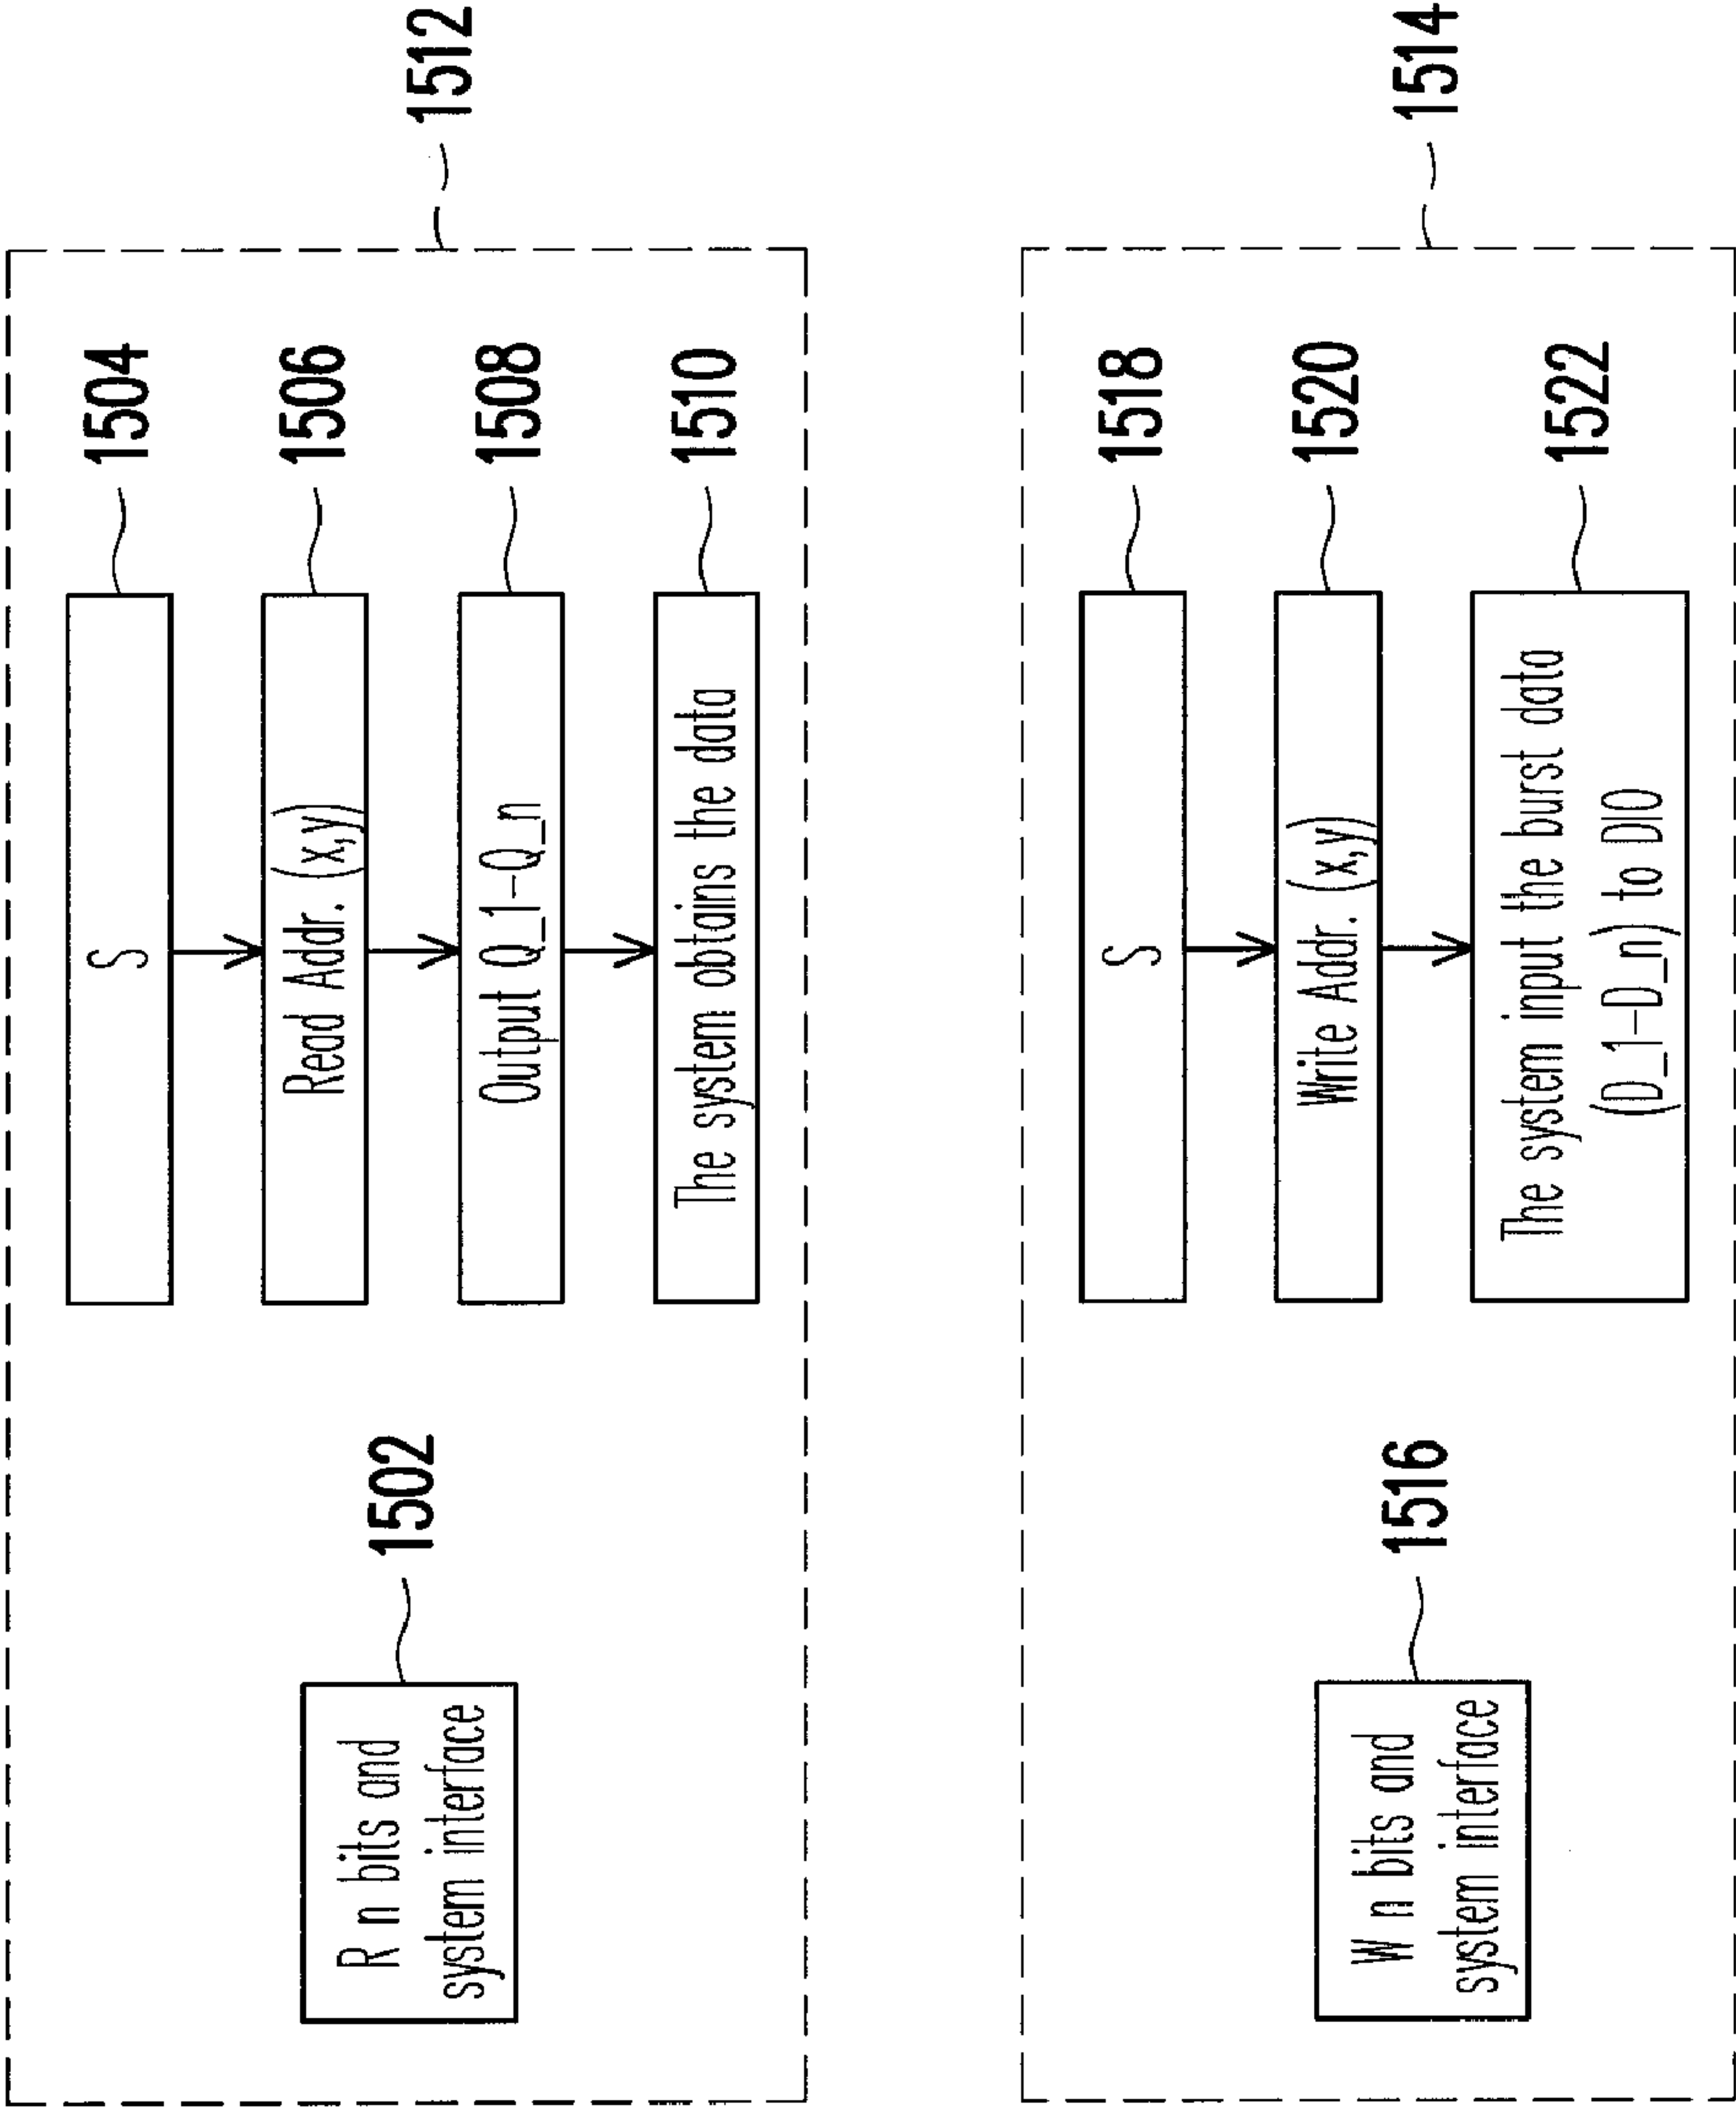 1512
1502
R n bits and
system interface
1504
S
1506
Read Addr. (x,y)
1508
Output Q_1-Q_n
1510
The system obtains the data
1514
1516
W n bits and
system interface
1518
S
1520
Write Addr. (x,y)
1522
The system input the burst data
(D_1-D_n) to DIO